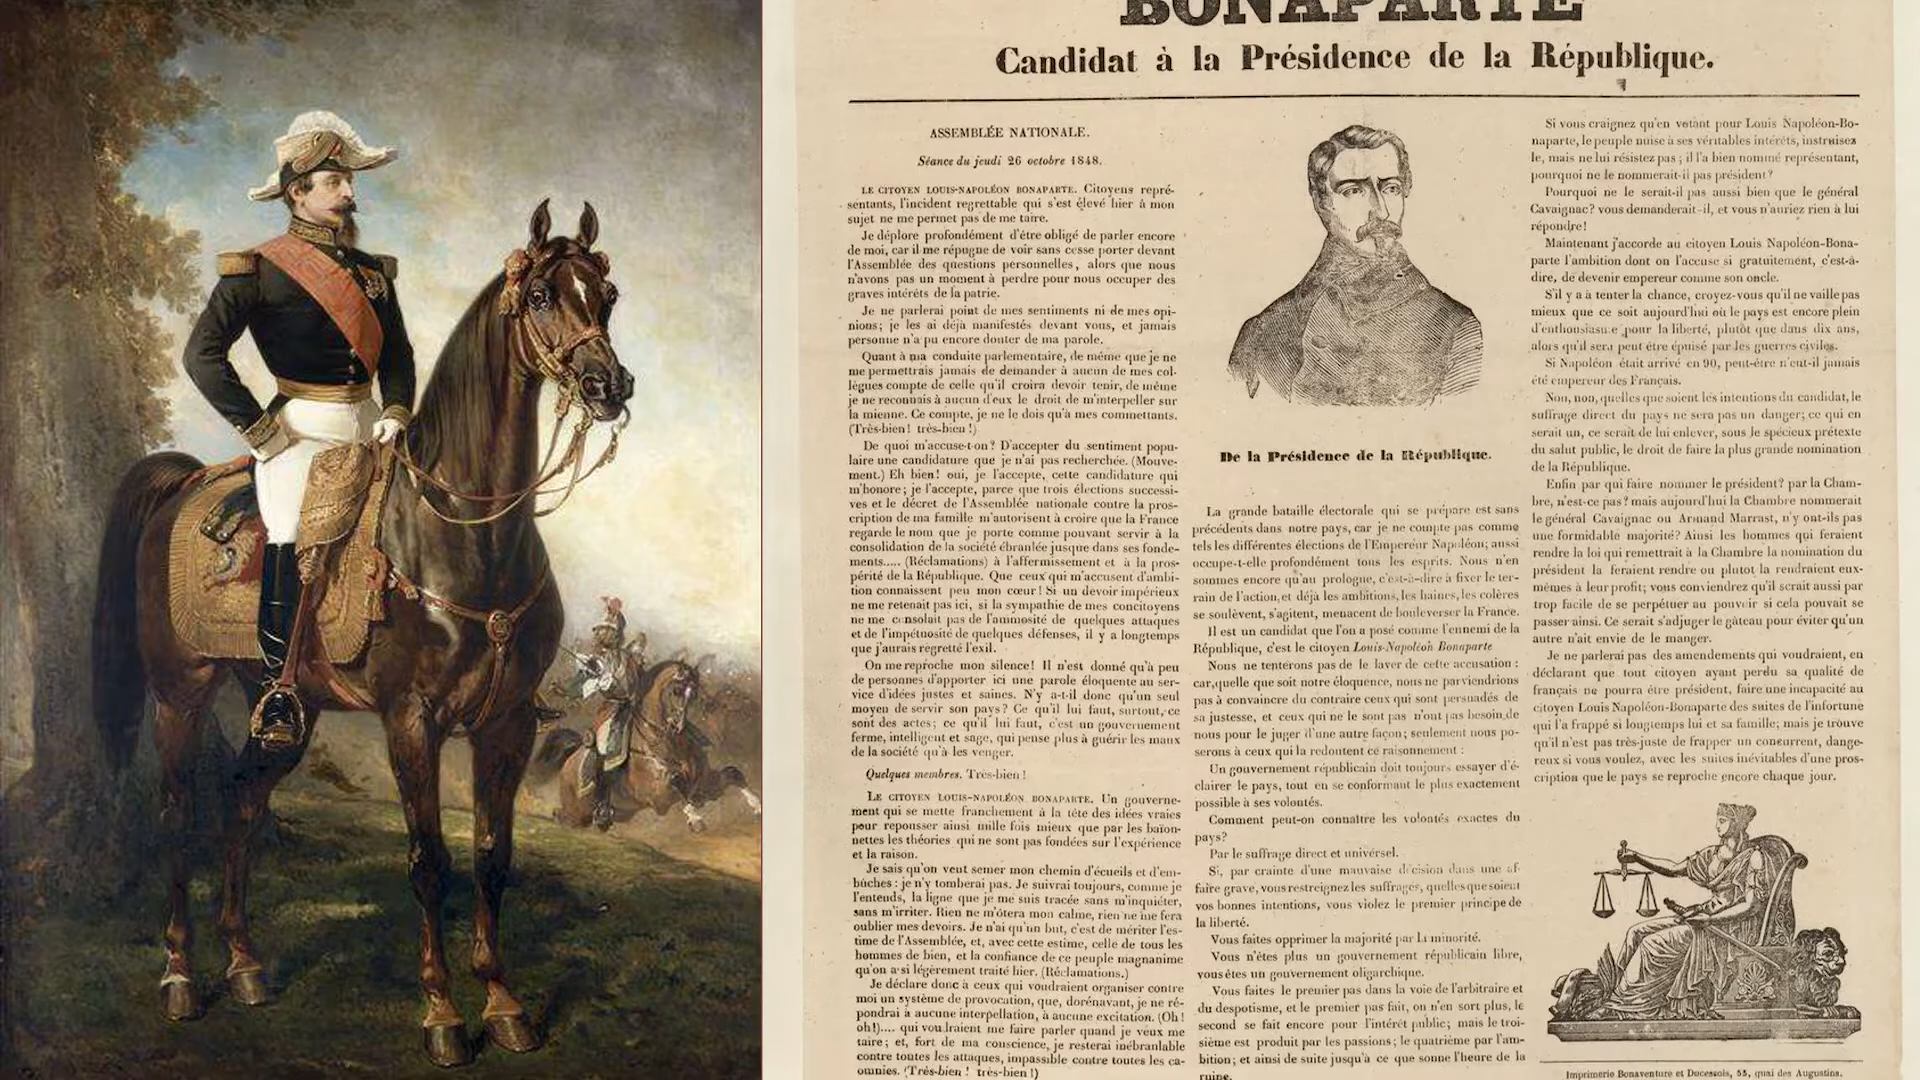 BONAPARTE
Candidat à la Présidence de la République.
ASSEMBLÉE NATIONALE.
Séance du jeudi 26 octobre 1848.
LE CITOYEN LOUIS-NAPOLÉON BONAPARTE. Citoyens repré-
sentants, l'incident regrettable qui s'est élevé hier à mon
sujet ne me permet pas de me taire.
Je déplore profondément d'être obligé de parler encore
de moi, car il me répugne de voir sans cesse porter devant
l'Assemblée des questions personnelles, alors que nous
n'avons pas un moment à perdre pour nous occuper des
graves intérêts de la patrie.
Je ne parlerai point de mes sentiments ni de mes opi-
nions; je les ai déjà manifestés devant vous, et jamais
personne n'a pu encore douter de ma parole.
Quant à ma conduite parlementaire, de même que je ne
me permettrais jamais de demander à aucun de mes col-
lègues compte de celle qu'il croira devoir tenir, de même
je ne reconnais à aucun d'eux le droit de m'interpeller sur
la mienne. Ce compte, je ne le dois qu'à mes commettants.
(Très-bien! très-bien!)
De quoi m'accuse-t-on? D'accepter du sentiment popu-
laire une candidature que je n'ai pas recherchée. (Mouve-
ment.) Eh bien! oui, je l'accepte, cette candidature qui
m'honore; je l'accepte, parce que trois élections successi-
ves et le décret de l'Assemblée nationale contre la pros-
cription de ma famille m'autorisent à croire que la France
regarde le nom que je porte comme pouvant servir à la
consolidation de la société ébranlée jusque dans ses fonde-
ments..... (Réclamations) à l'affermissement et à la pros-
périté de la République. Que ceux qui m'accusent d'ambi-
tion connaissent peu mon cœur! Si un devoir impérieux
ne me retenait pas ici, si la sympathie de mes concitoyens
ne me consolait pas de l'animosité de quelques attaques
et de l'impétuosité de quelques défenses, il y a longtemps
que j'aurais regretté l'exil.
On me reproche mon silence! Il n'est donné qu'à peu
de personnes d'apporter ici une parole éloquente au ser-
vice d'idées justes et saines. N'y a-t-il donc qu'un seul
moyen de servir son pays? Ce qu'il lui faut, surtout, ce
sont des actes; ce qu'il lui faut, c'est un gouvernement
ferme, intelligent et sage, qui pense plus à guérir les maux
de la société qu'à les venger.
Quelques membres. Très-bien!
LE CITOYEN LOUIS-NAPOLÉON BONAPARTE. Un gouverne-
ment qui se mette franchement à la tête des idées vraies
pour repousser ainsi mille fois mieux que par les baïon-
nettes les théories qui ne sont pas fondées sur l'expérience
et la raison.
Je sais qu'on veut semer mon chemin d'écueils et d'em-
bûches: je n'y tomberai pas. Je suivrai toujours, comme je
l'entends, la ligne que je me suis tracée sans m'inquiéter,
sans m'irriter. Rien ne m'ôtera mon calme, rien ne me fera
oublier mes devoirs. Je n'ai qu'un but, c'est de mériter l'es-
time de l'Assemblée, et, avec cette estime, celle de tous les
hommes de bien, et la confiance de ce peuple magnanime
qu'on a si légèrement traité hier. (Réclamations.)
Je déclare donc à ceux qui voudraient organiser contre
moi un système de provocation, que, dorénavant, je ne ré-
pondrai à aucune interpellation, à aucune excitation. (Oh!
oh!).... qui voudraient me faire parler quand je veux me
taire; et, fort de ma conscience, je resterai inébranlable
contre toutes les attaques, impassible contre toutes les ca-
omnies. (Très-bien! très-bien!)
De la Présidence de la République.
La grande bataille électorale qui se prépare est sans
précédents dans notre pays, car je ne compte pas comme
tels les différentes élections de l'Empereur Napoléon; aussi
occupe-t-elle profondément tous les esprits. Nous n'en
sommes encore qu'au prologue, c'est-à-dire à fixer le ter-
rain de l'action, et déjà les ambitions, les haines, les colères
se soulèvent, s'agitent, menacent de bouleverser la France.
Il est un candidat que l'on a posé comme l'ennemi de la
République, c'est le citoyen Louis-Napoléon Bonaparte
Nous ne tenterons pas de le laver de cette accusation:
car, quelle que soit notre éloquence, nous ne parviendrions
pas à convaincre du contraire ceux qui sont persuadés de
sa justesse, et ceux qui ne le sont pas n'ont pas besoin de
nous pour le juger d'une autre façon; seulement nous po-
serons à ceux qui la redoutent ce raisonnement:
Un gouvernement républicain doit toujours essayer d'é-
clairer le pays, tout en se conformant le plus exactement
possible à ses volontés.
Comment peut-on connaître les volontés exactes du
pays?
Par le suffrage direct et universel.
Si, par crainte d'une mauvaise décision dans une af-
faire grave, vous restreignez les suffrages, quelles que soient
vos bonnes intentions, vous violez le premier principe de
la liberté.
Vous faites opprimer la majorité par la minorité.
Vous n'êtes plus un gouvernement républicain libre,
vous êtes un gouvernement oligarchique.
Vous faites le premier pas dans la voie de l'arbitraire et
du despotisme, et le premier pas fait, on n'en sort plus, le
second se fait encore pour l'intérêt public; mais le troi-
sième est produit par les passions; le quatrième par l'am-
bition; et ainsi de suite jusqu'à ce que sonne l'heure de la
ruine.
Si vous craignez qu'en votant pour Louis Napoléon-Bo-
naparte, le peuple nuise à ses véritables intérêts, instruisez
le, mais ne lui résistez pas; il l'a bien nommé représentant,
pourquoi ne le nommerait-il pas président?
Pourquoi ne le serait-il pas aussi bien que le général
Cavaignac? vous demanderait-il, et vous n'auriez rien à lui
répondre!
Maintenant j'accorde au citoyen Louis Napoléon-Bona-
parte l'ambition dont on l'accuse si gratuitement, c'est-à-
dire, de devenir empereur comme son oncle.
S'il y a à tenter la chance, croyez-vous qu'il ne vaille pas
mieux que ce soit aujourd'hui où le pays est encore plein
d'enthousiasme pour la liberté, plutôt que dans dix ans,
alors qu'il sera peut être épuisé par les guerres civiles.
Si Napoléon était arrivé en 90, peut-être n'eut-il jamais
été empereur des Français.
Non, non, quelles que soient les intentions du candidat, le
suffrage direct du pays ne sera pas un danger; ce qui en
serait un, ce serait de lui enlever, sous le spécieux prétexte
du salut public, le droit de faire la plus grande nomination
de la République.
Enfin par qui faire nommer le président? par la Cham-
bre, n'est-ce pas? mais aujourd'hui la Chambre nommerait
le général Cavaignac ou Armand Marrast, n'y ont-ils pas
une formidable majorité? Ainsi les hommes qui feraient
rendre la loi qui remettrait à la Chambre la nomination du
président la feraient rendre ou plutot la rendraient eux-
mêmes à leur profit; vous conviendrez qu'il serait aussi par
trop facile de se perpétuer au pouvoir si cela pouvait se
passer ainsi. Ce serait s'adjuger le gâteau pour éviter qu'un
autre n'ait envie de le manger.
Je ne parlerai pas des amendements qui voudraient, en
déclarant que tout citoyen ayant perdu sa qualité de
français ne pourra être président, faire une incapacité au
citoyen Louis Napoléon-Bonaparte des suites de l'infortune
qui l'a frappé si longtemps lui et sa famille; mais je trouve
qu'il n'est pas très-juste de frapper un concurrent, dange-
reux si vous voulez, avec les suites inévitables d'une pros-
cription que le pays se reproche encore chaque jour.
Imprimerie Bonaventure et Ducessois, 55, quai des Augustins.